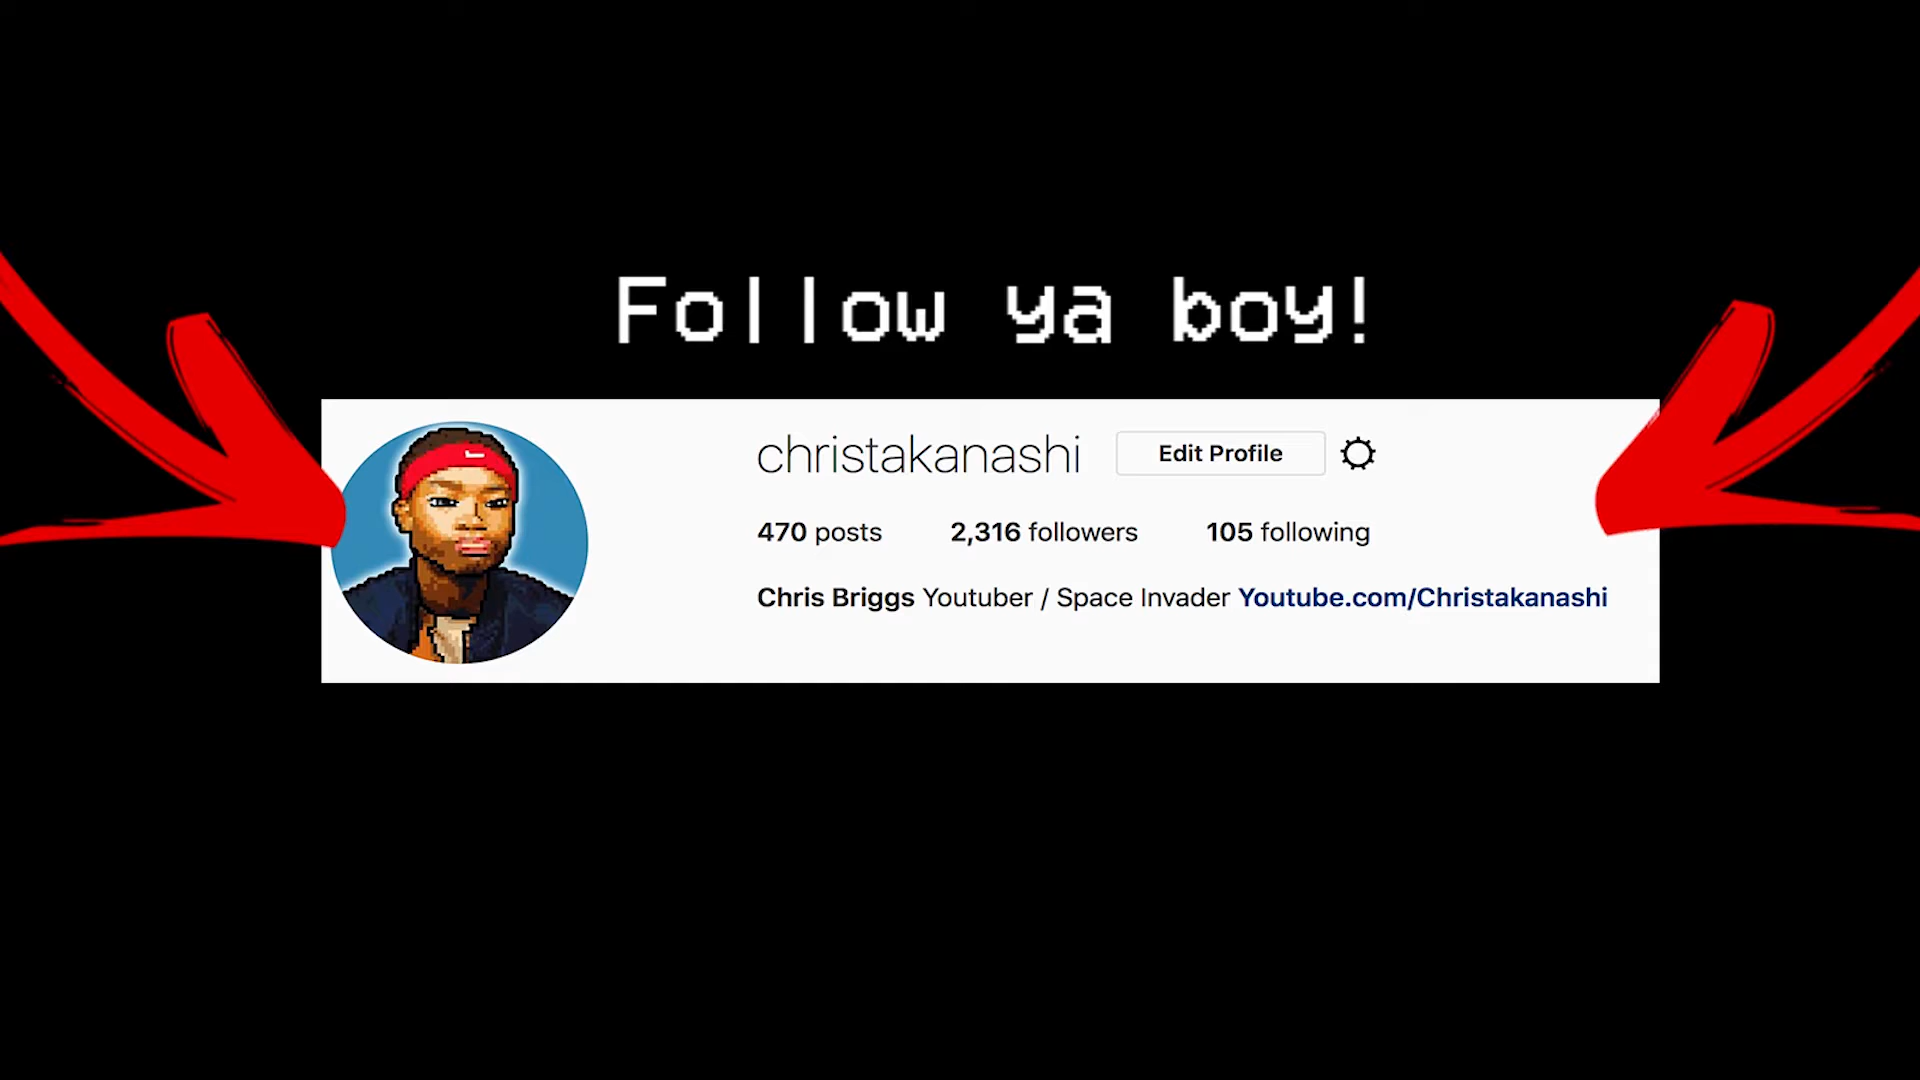 Follow ya boy!
christakanashi Edit Profile
470 posts 2,316 followers 105 following
Chris Briggs Youtuber / Space Invader Youtube.com/Christakanashi